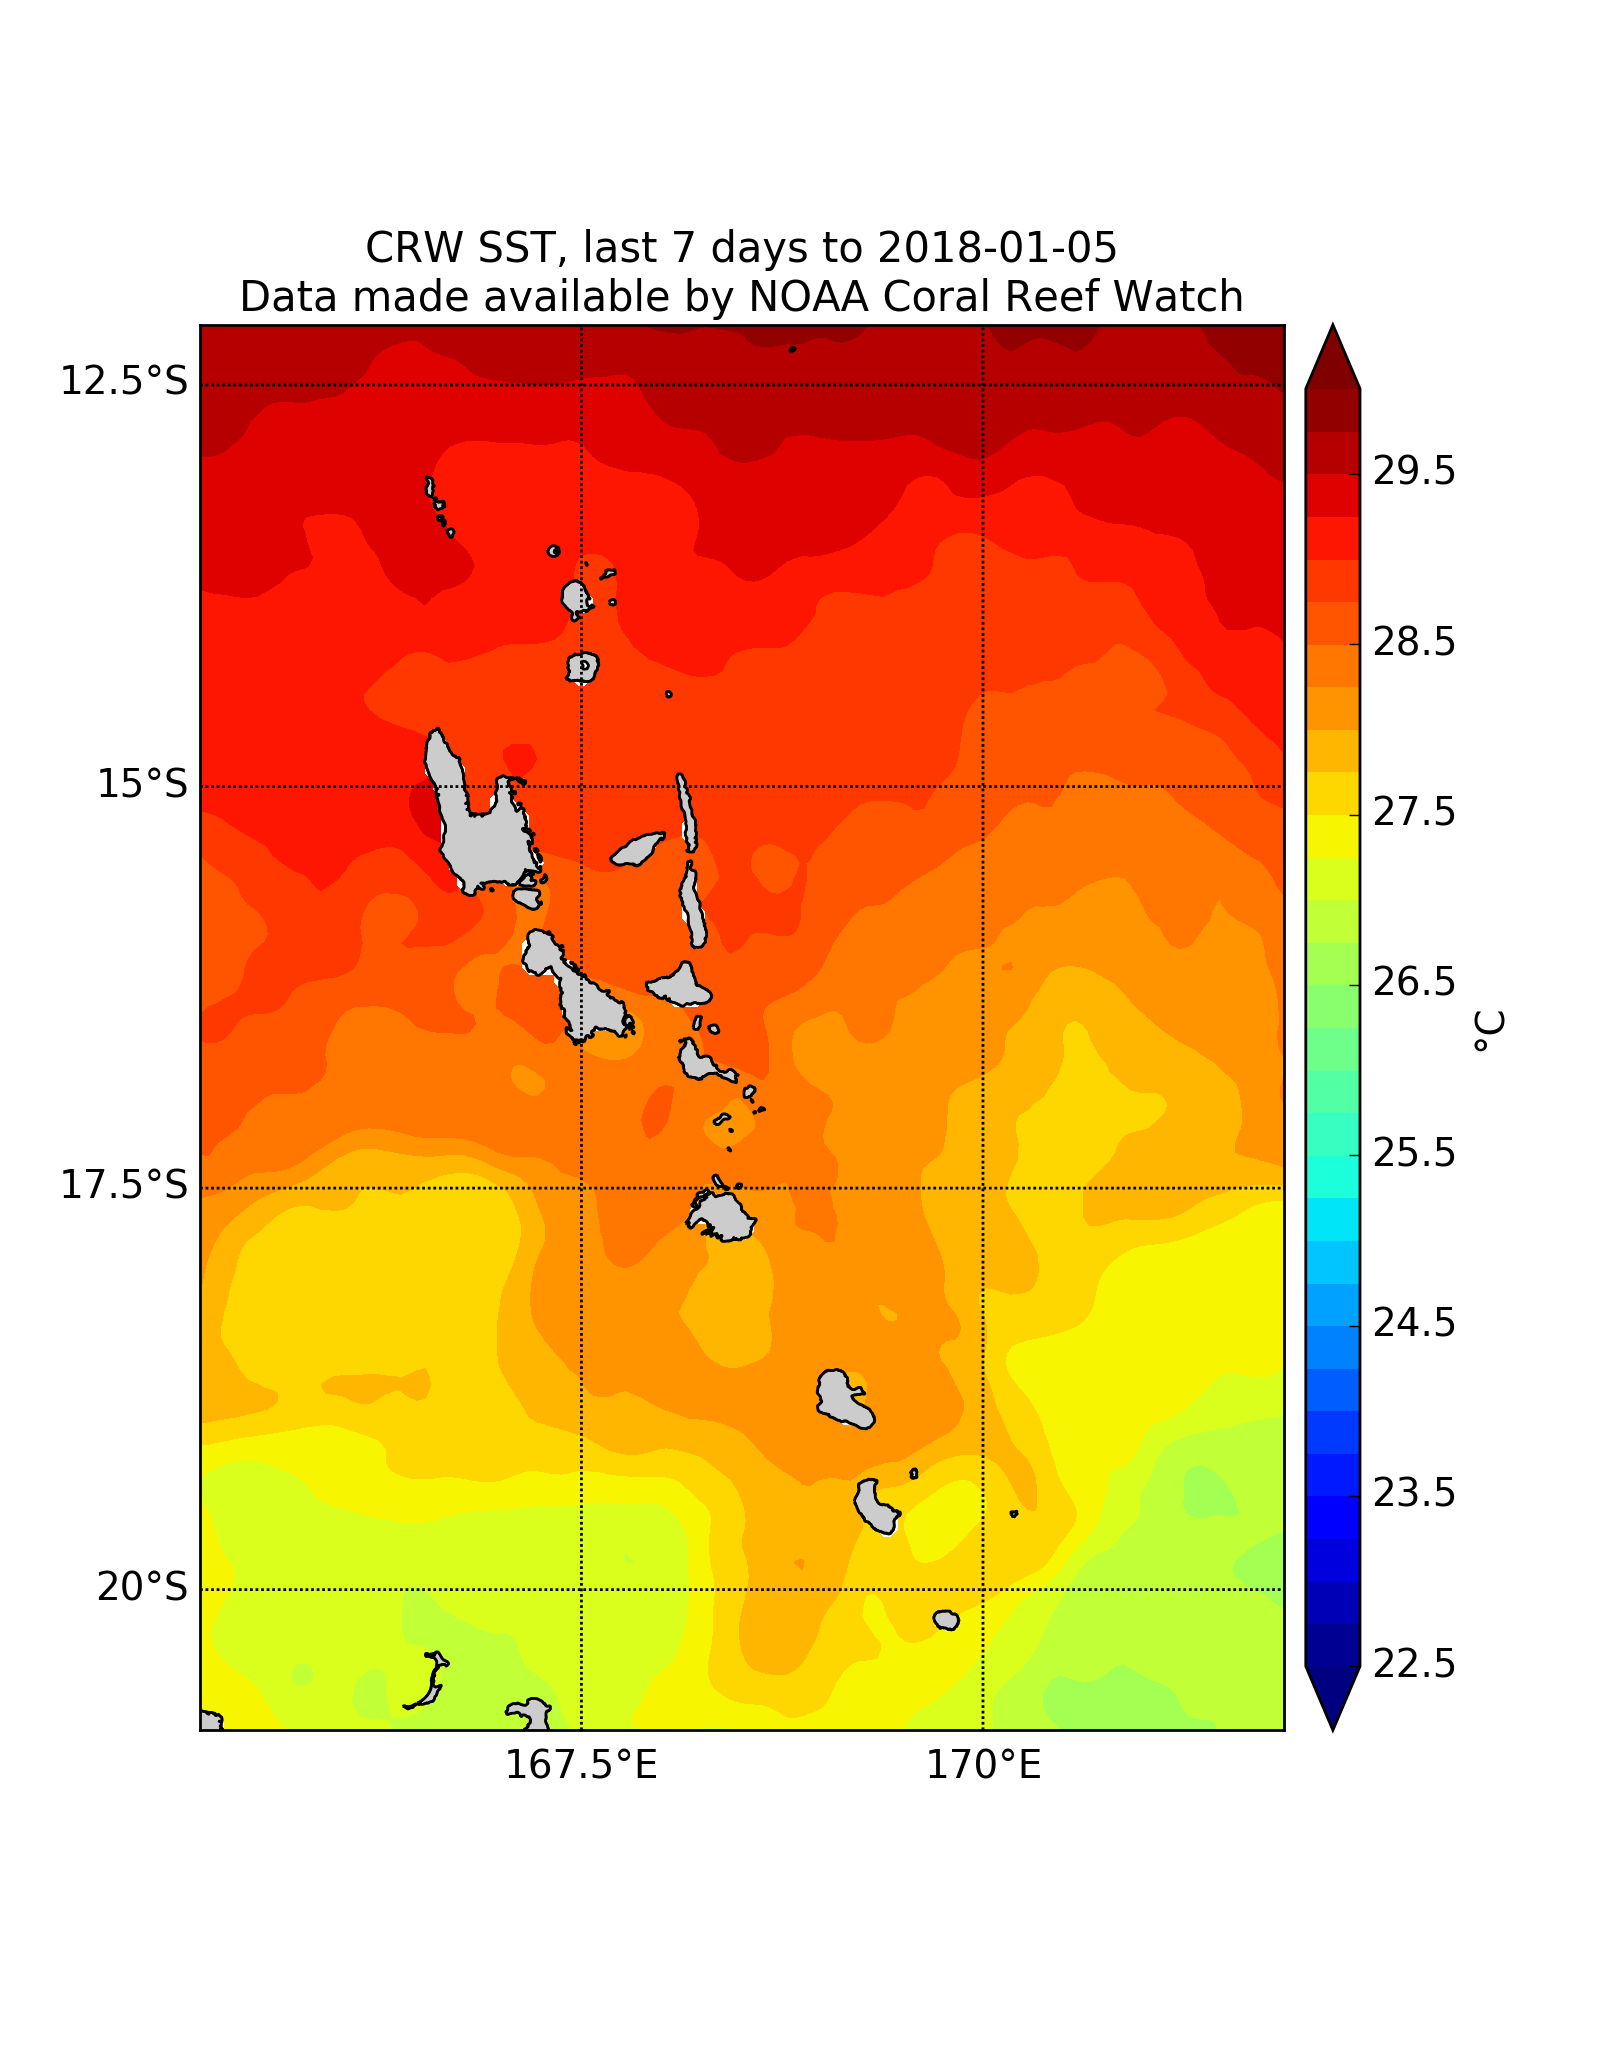 CRW SST, last 7 days to 2018-01-05
Data made available by NOAA Coral Reef Watch
12.5°S
15°S
17.5°S
20°S
167.5°E
170°E
29.5
28.5
27.5
26.5
25.5
24.5
23.5
22.5
°C